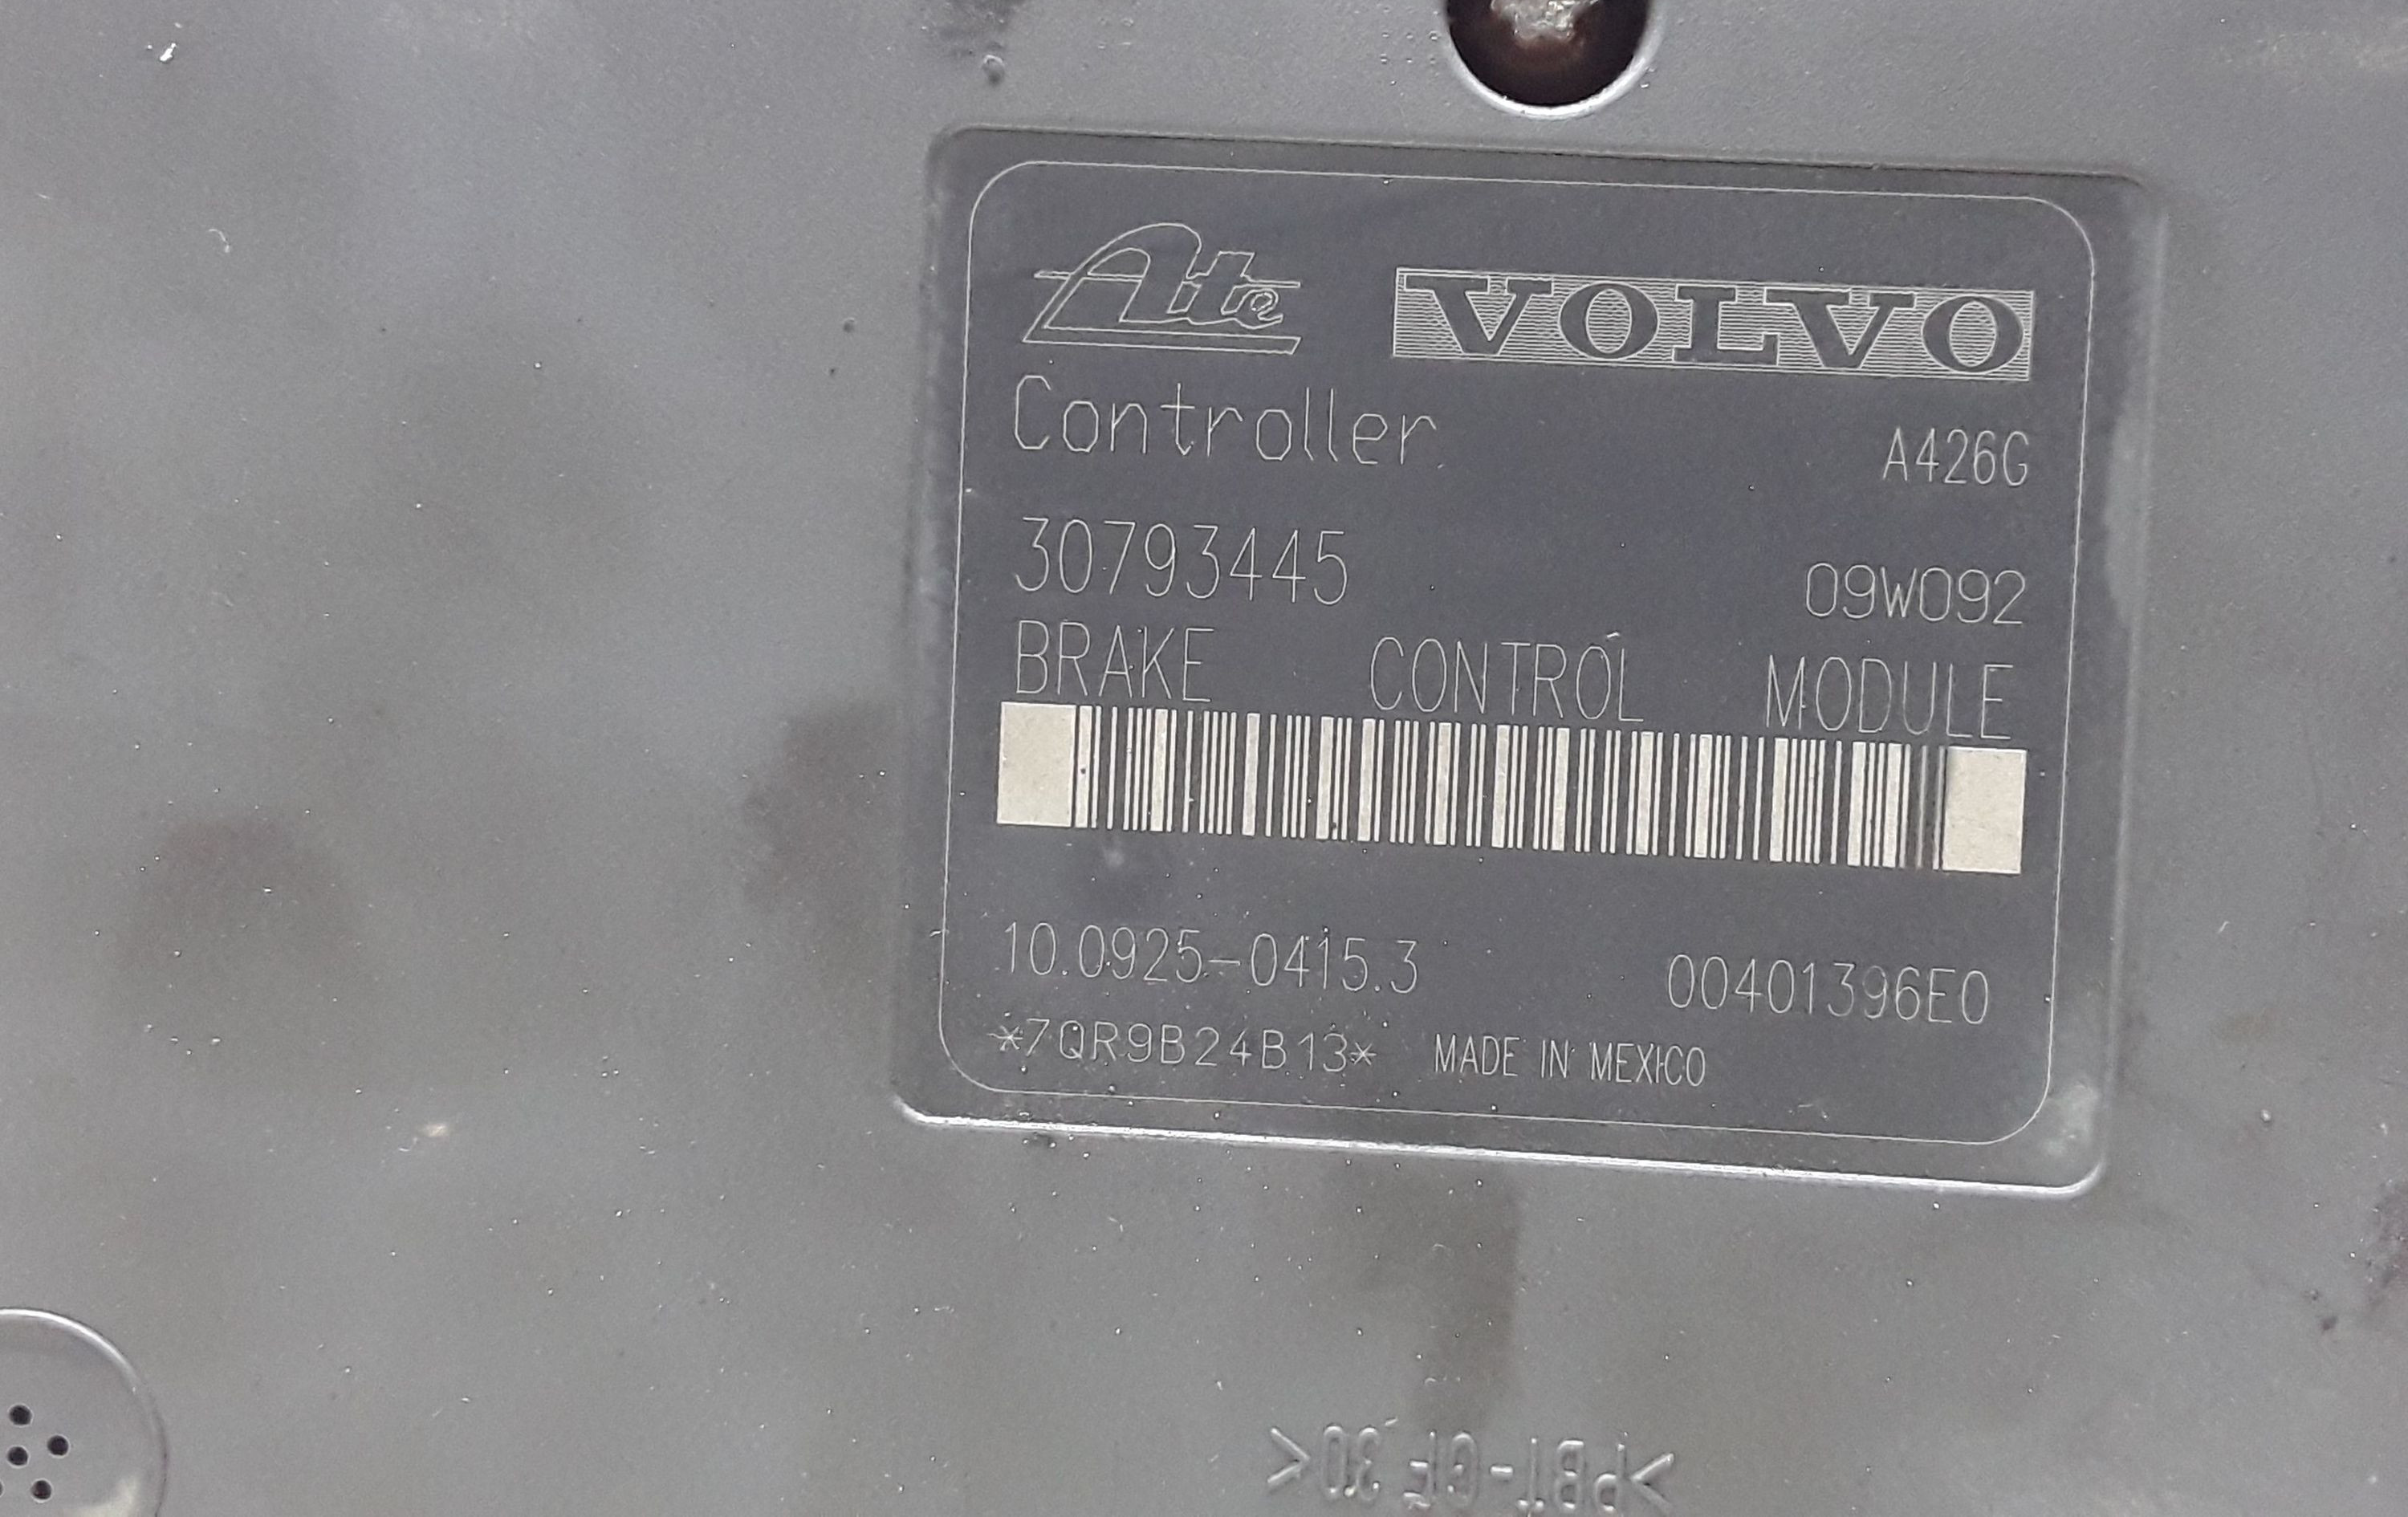 Ate VOLVO
Controller A426G
30793445 09W092
BRAKE CONTROL MODULE
10.0925-0415.3 00401396E0
*7QR9B24B13* MADE IN MEXICO
>PBT-GF 30<